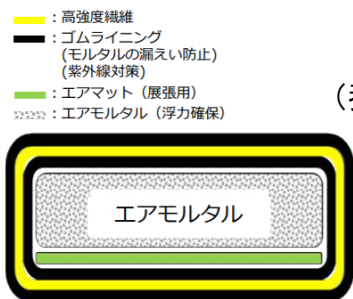 ：高強度繊維
：ゴムライニング
(モルタルの漏えい防止)
(紫外線対策)
：エアマット（展張用）
：エアモルタル（浮力確保）
エアモルタル